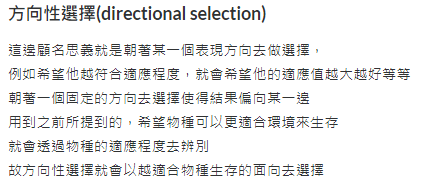 方向性選擇(directional selection)
這邊顧名思義就是朝著某一個表現方向去做選擇，
例如希望他越符合適應程度，就會希望他的適應值越大越好等等
朝著一個固定的方向去選擇使得結果偏向某一邊
用到之前所提到的，希望物種可以更適合環境來生存
就會透過物種的適應程度去辨別
故方向性選擇就會以越適合物種生存的面向去選擇